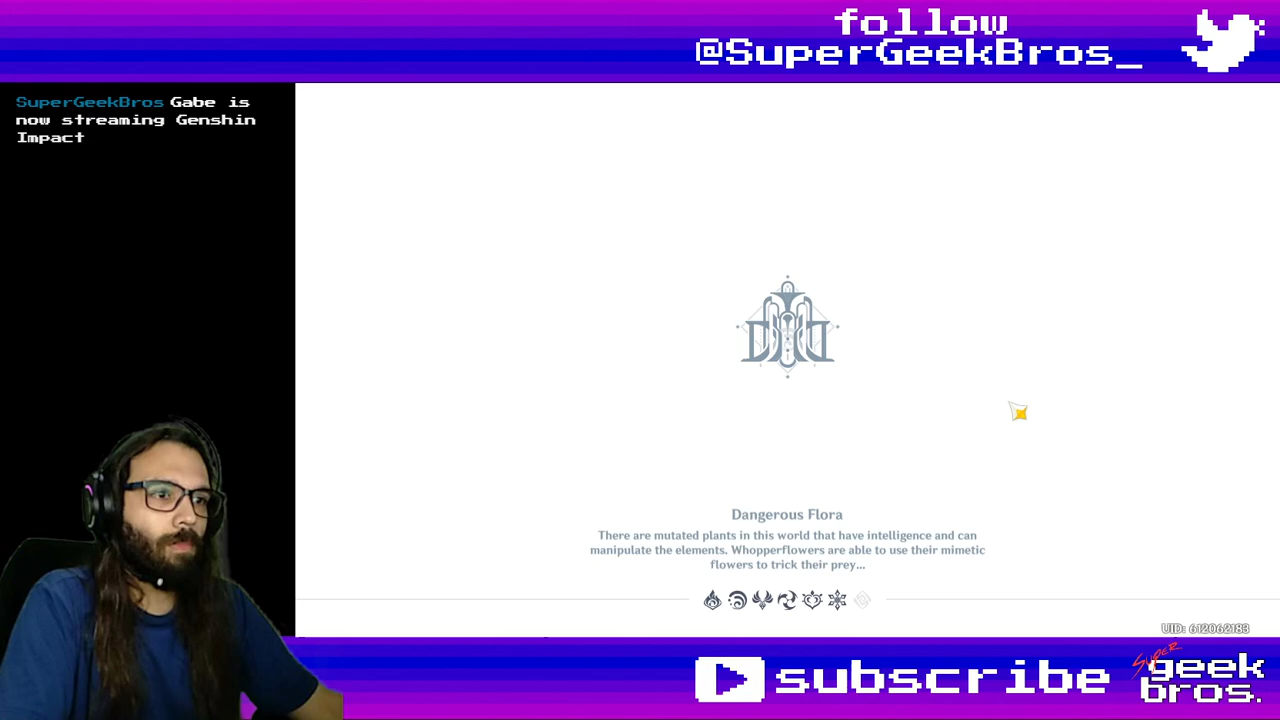 follow
@SuperGeekBros_
SuperGeekBros Gabe is
now streaming Genshin
Impact
Dangerous Flora
There are mutated plants in this world that have intelligence and can
manipulate the elements. Whopperflowers are able to use their mimetic
flowers to trick their prey...
UID: 612062183
subscribe
SUPER
geek
bros.